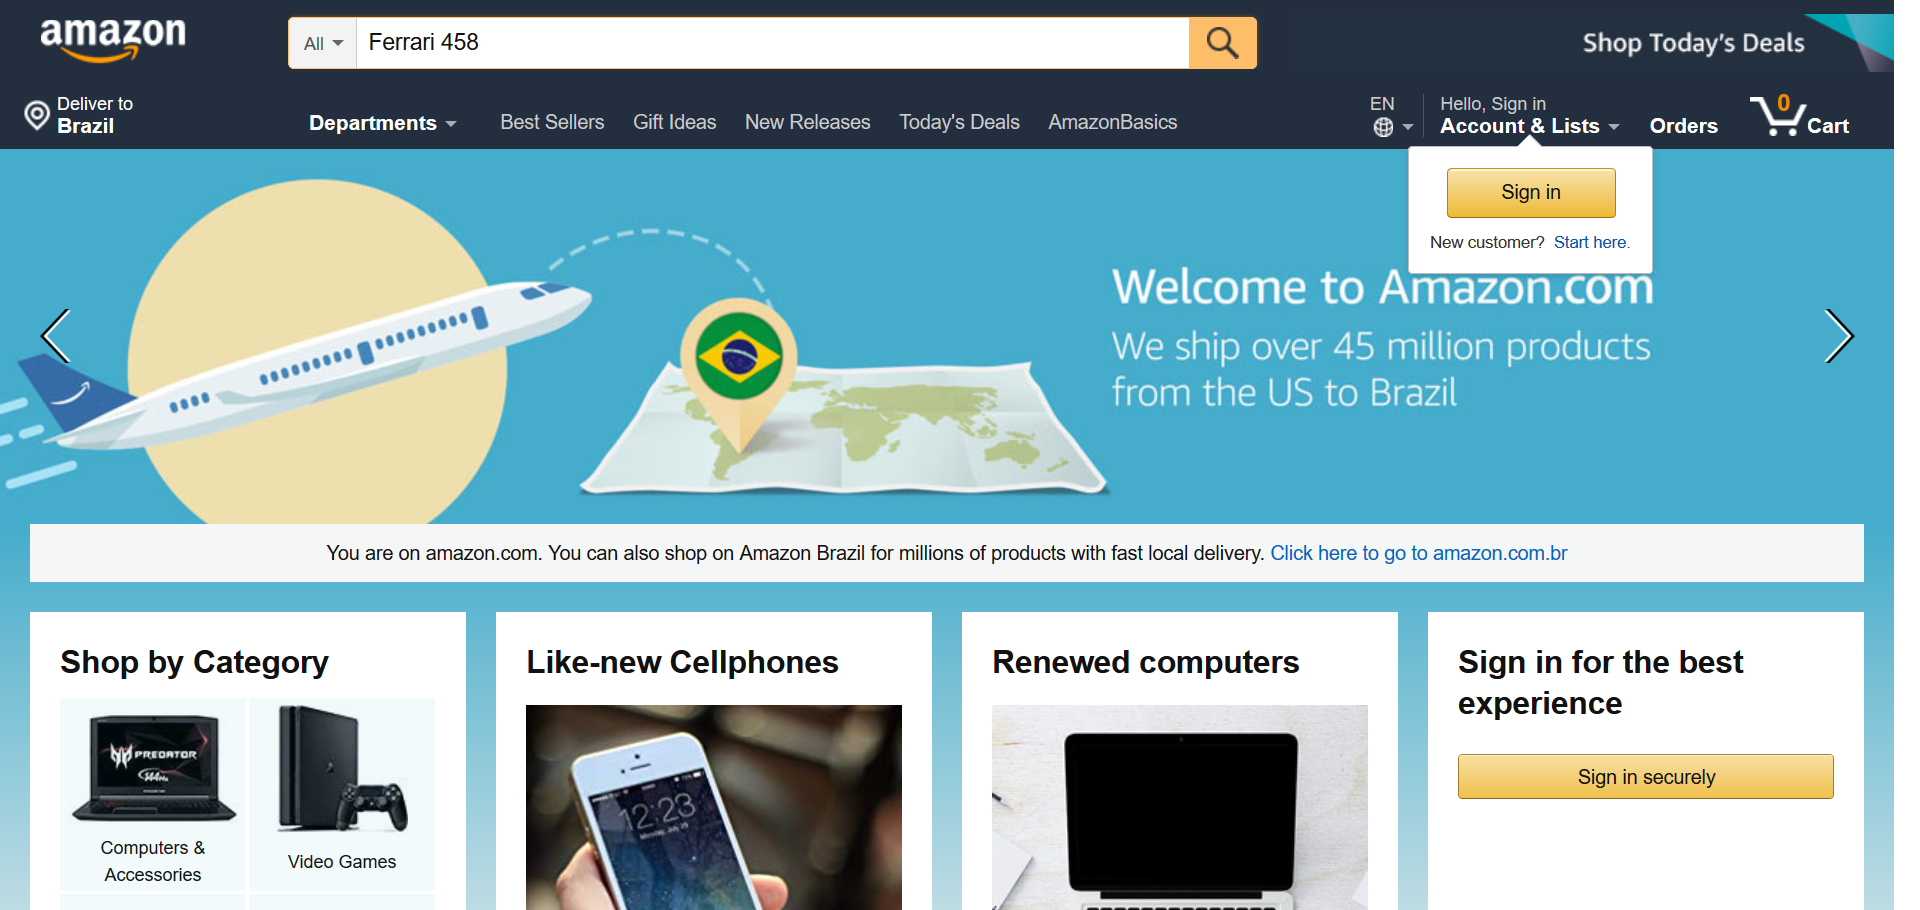 amazon
All
Ferrari 458
Shop Today's Deals
Deliver to
Brazil
Departments
Best Sellers
Gift Ideas
New Releases
Today's Deals
AmazonBasics
EN
Hello, Sign in
Account & Lists
Orders
0
Cart
Sign in
New customer? Start here.
Welcome to Amazon.com
We ship over 45 million products
from the US to Brazil
You are on amazon.com. You can also shop on Amazon Brazil for millions of products with fast local delivery. Click here to go to amazon.com.br
Shop by Category
PREDATOR
144Hz
Computers &
Accessories
Video Games
Like-new Cellphones
12:23
Monday, July 29
Renewed computers
Sign in for the best
experience
Sign in securely